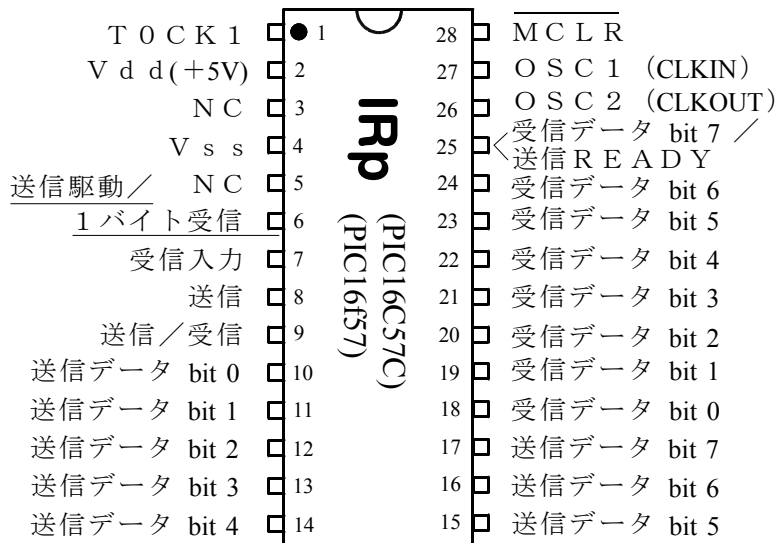 Ｔ０ＣＫ１ 1
Ｖｄｄ(＋5V) 2
ＮＣ 3
Ｖｓｓ 4
ＮＣ 5
送信駆動／
１バイト受信 6
受信入力 7
送信 8
送信／受信 9
送信データ bit 0 10
送信データ bit 1 11
送信データ bit 2 12
送信データ bit 3 13
送信データ bit 4 14
IRp
(PIC16C57C)
(PIC16f57)
28 ＭＣＬＲ
27 ＯＳＣ１ (CLKIN)
26 ＯＳＣ２ (CLKOUT)
25 受信データ bit 7 ／
送信ＲＥＡＤＹ
24 受信データ bit 6
23 受信データ bit 5
22 受信データ bit 4
21 受信データ bit 3
20 受信データ bit 2
19 受信データ bit 1
18 受信データ bit 0
17 送信データ bit 7
16 送信データ bit 6
15 送信データ bit 5